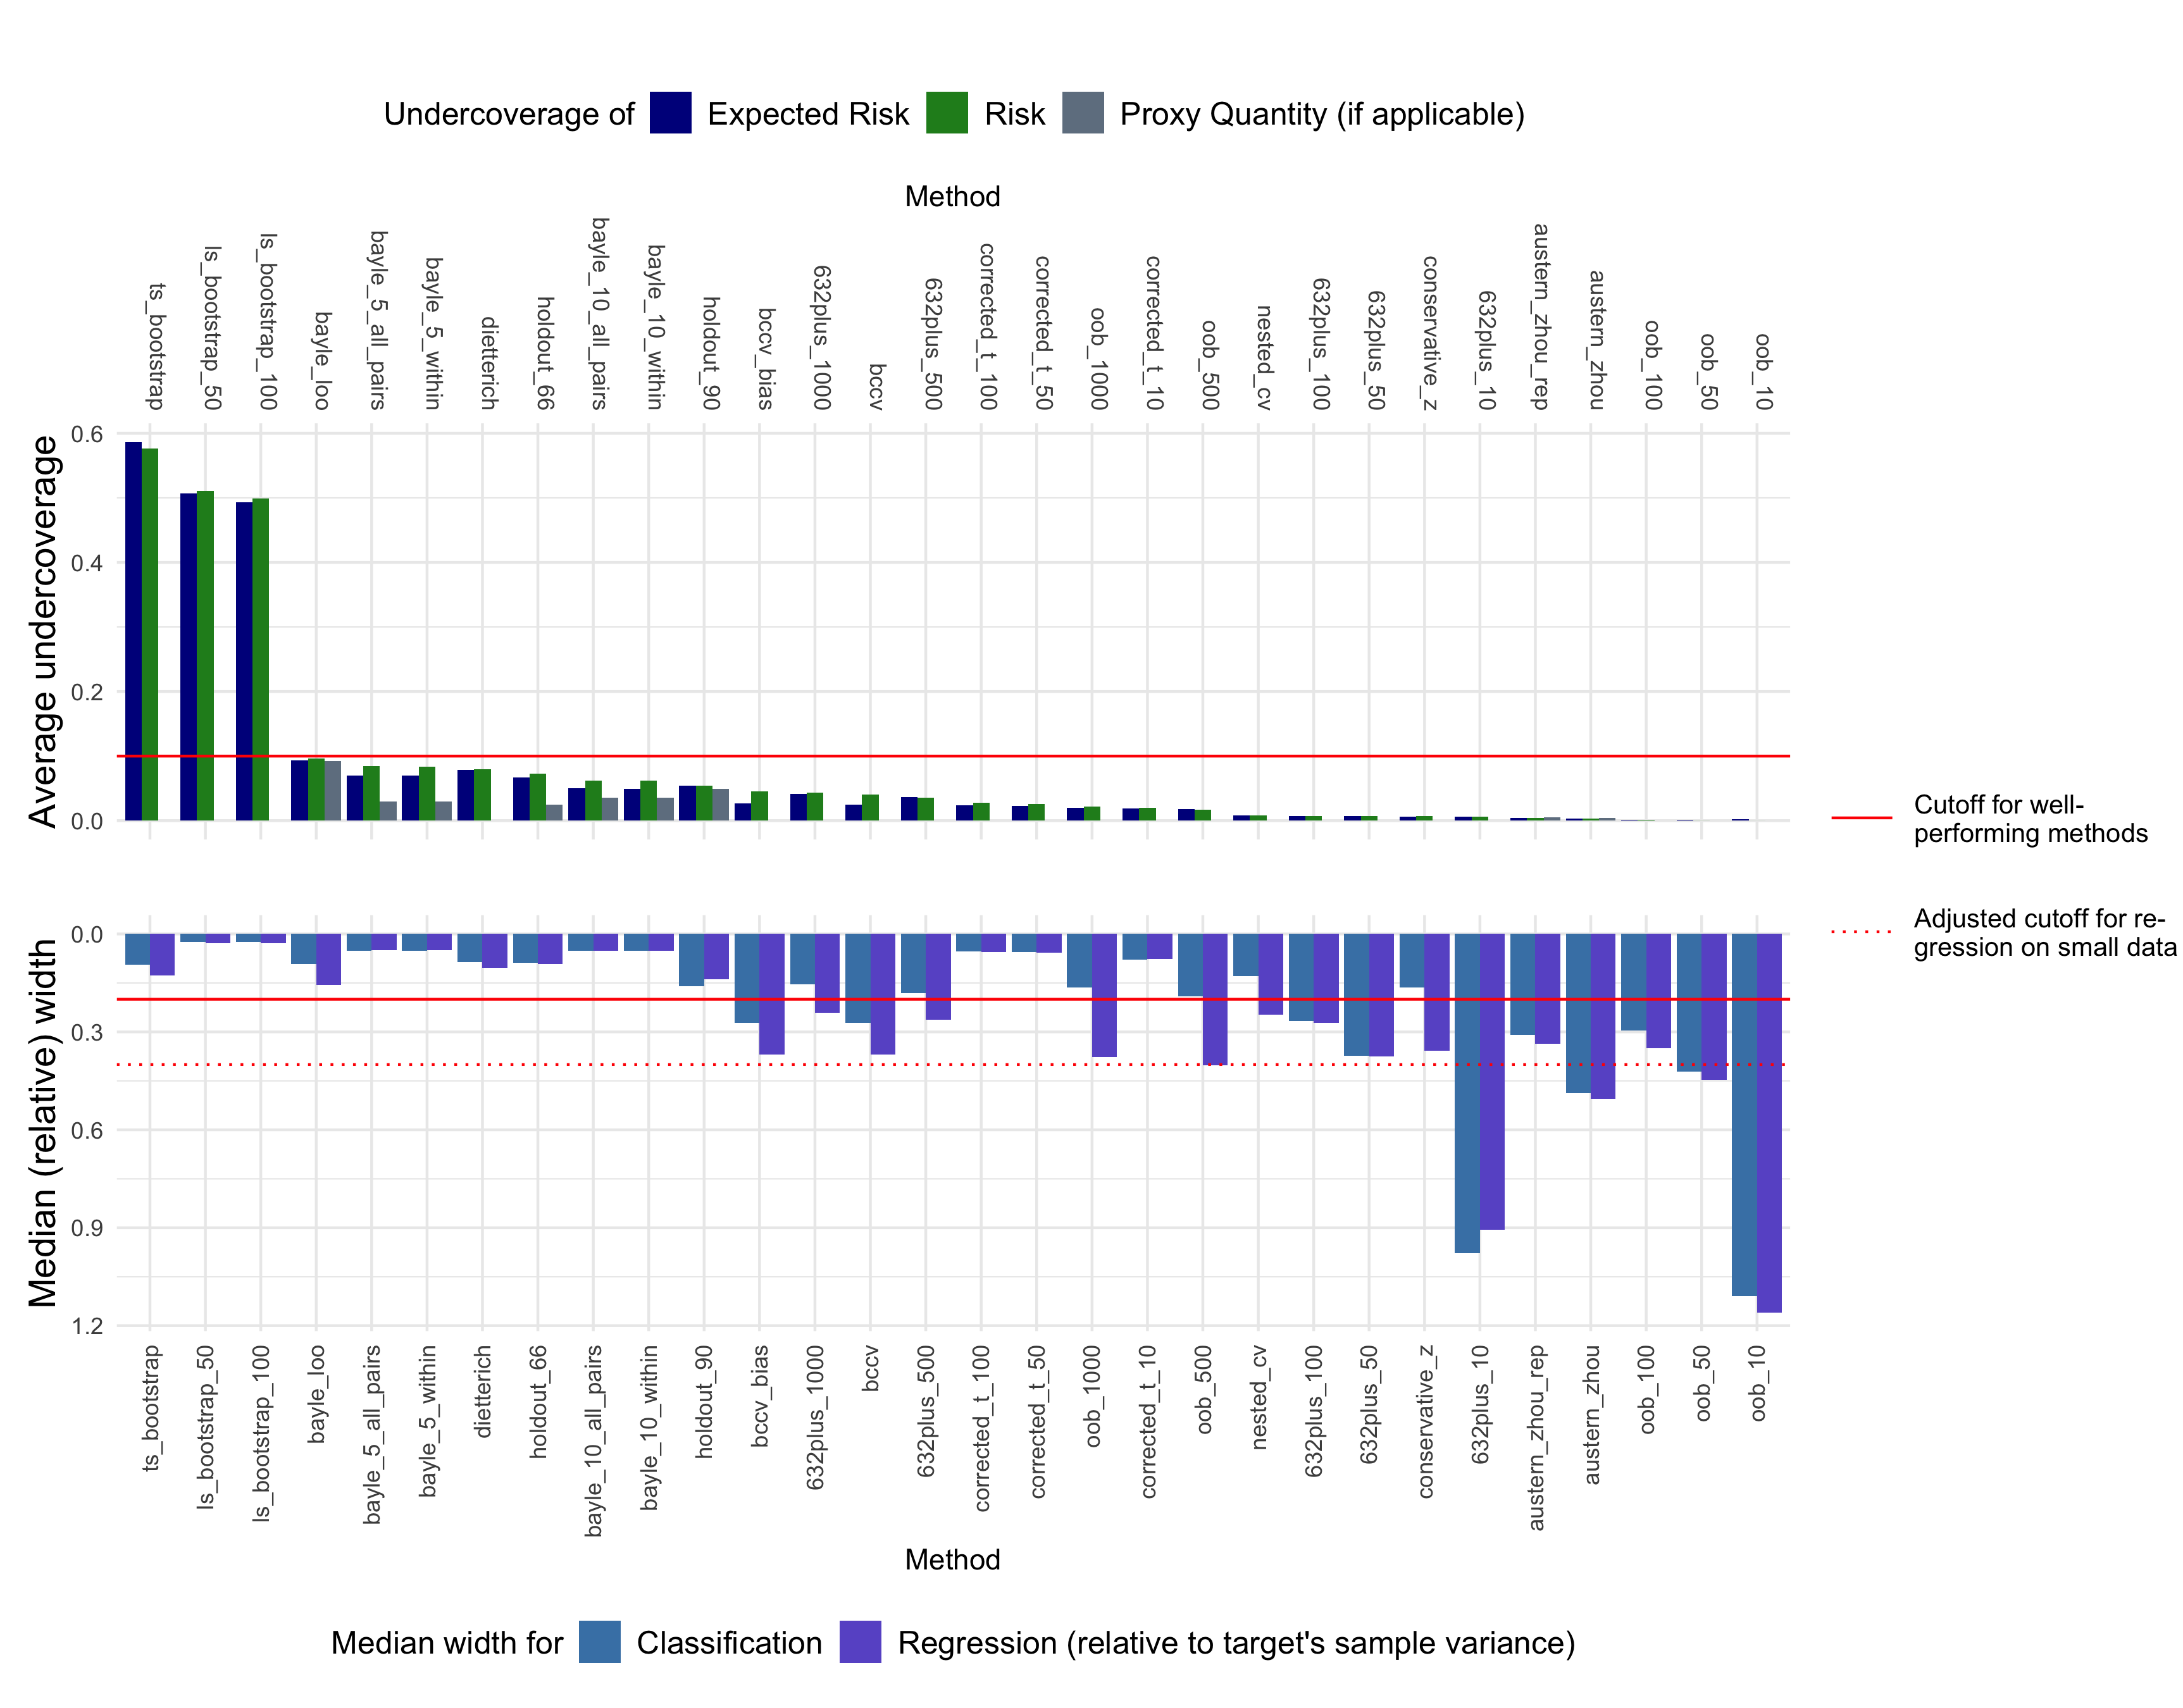 Undercoverage of Expected Risk Risk Proxy Quantity (if applicable)
Method
ts_bootstrap
ls_bootstrap_50
ls_bootstrap_100
bayle_loo
bayle_5_all_pairs
bayle_5_within
dietterich
holdout_66
bayle_10_all_pairs
bayle_10_within
holdout_90
bccv_bias
632plus_1000
bccv
632plus_500
corrected_t_100
corrected_t_50
oob_1000
corrected_t_10
oob_500
nested_cv
632plus_100
632plus_50
conservative_z
632plus_10
austern_zhou_rep
austern_zhou
oob_100
oob_50
oob_10
Average undercoverage
0.6
0.4
0.2
0.0
Cutoff for well-
performing methods
Adjusted cutoff for re-
gression on small data
Median (relative) width
0.0
0.3
0.6
0.9
1.2
ts_bootstrap
ls_bootstrap_50
ls_bootstrap_100
bayle_loo
bayle_5_all_pairs
bayle_5_within
dietterich
holdout_66
bayle_10_all_pairs
bayle_10_within
holdout_90
bccv_bias
632plus_1000
bccv
632plus_500
corrected_t_100
corrected_t_50
oob_1000
corrected_t_10
oob_500
nested_cv
632plus_100
632plus_50
conservative_z
632plus_10
austern_zhou_rep
austern_zhou
oob_100
oob_50
oob_10
Method
Median width for Classification Regression (relative to target's sample variance)